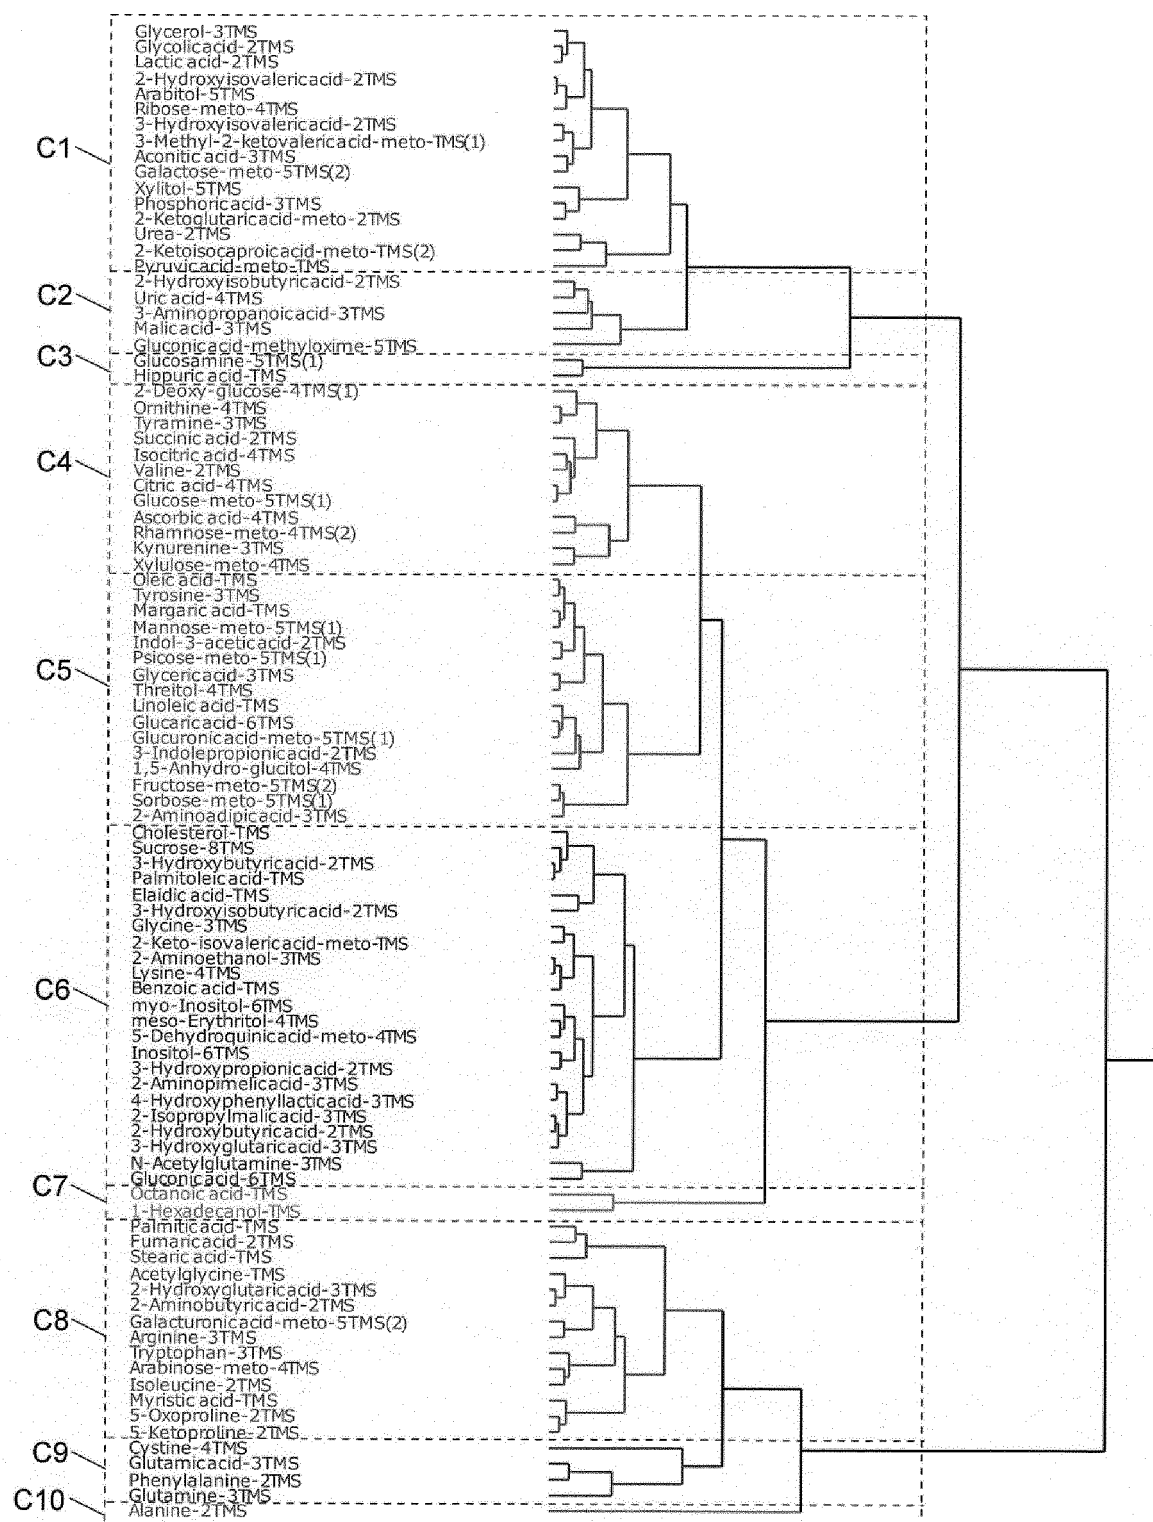 C1
Glycerol-3TMS
Glycolicacid-2TMS
Lactic acid-2TMS
2-Hydroxyisovalericacid-2TMS
Arabitol-5TMS
Ribose-meto-4TMS
3-Hydroxyisovalericacid-2TMS
3-Methyl-2-ketovalericacid-meto-TMS(1)
Aconitic acid-3TMS
Galactose-meto-5TMS(2)
Xylitol-5TMS
Phosphoricacid-3TMS
2-Ketoglutaricacid-meto-2TMS
Urea-2TMS
2-Ketoisocaproicacid-meto-TMS(2)
Pyruvicacid-meto-TMS
C2
2-Hydroxyisobutyricacid-2TMS
Uric acid-4TMS
3-Aminopropanoicacid-3TMS
Malicacid-3TMS
Gluconicacid-methyloxime-5TMS
C3
Glucosamine-5TMS(1)
Hippuric acid-TMS
C4
2-Deoxy-glucose-4TMS(1)
Ornithine-4TMS
Tyramine-3TMS
Succinic acid-2TMS
Isocitric acid-4TMS
Valine-2TMS
Citric acid-4TMS
Glucose-meto-5TMS(1)
Ascorbic acid-4TMS
Rhamnose-meto-4TMS(2)
Kynurenine-3TMS
Xylulose-meto-4TMS
C5
Oleic acid-TMS
Tyrosine-3TMS
Margaric acid-TMS
Mannose-meto-5TMS(1)
Indol-3-aceticacid-2TMS
Psicose-meto-5TMS(1)
Glycericacid-3TMS
Threitol-4TMS
Linoleic acid-TMS
Glucaricacid-6TMS
Glucuronicacid-meto-5TMS(1)
3-Indolepropionicacid-2TMS
1,5-Anhydro-glucitol-4TMS
Fructose-meto-5TMS(2)
Sorbose-meto-5TMS(1)
2-Aminoadipicacid-3TMS
C6
Cholesterol-TMS
Sucrose-8TMS
3-Hydroxybutyricacid-2TMS
Palmitoleicacid-TMS
Elaidic acid-TMS
3-Hydroxyisobutyricacid-2TMS
Glycine-3TMS
2-Keto-isovalericacid-meto-TMS
2-Aminoethanol-3TMS
Lysine-4TMS
Benzoic acid-TMS
myo-Inositol-6TMS
meso-Erythritol-4TMS
5-Dehydroquinicacid-meto-4TMS
Inositol-6TMS
3-Hydroxypropionicacid-2TMS
2-Aminopimelicacid-3TMS
4-Hydroxyphenyllacticacid-3TMS
2-Isopropylmalicacid-3TMS
2-Hydroxybutyricacid-2TMS
3-Hydroxyglutaricacid-3TMS
N-Acetylglutamine-3TMS
Gluconicacid-6TMS
C7
Octanoic acid-TMS
1-Hexadecanol-TMS
C8
Palmiticacid-TMS
Fumaricacid-2TMS
Stearic acid-TMS
Acetylglycine-TMS
2-Hydroxyglutaricacid-3TMS
2-Aminobutyricacid-2TMS
Galacturonicacid-meto-5TMS(2)
Arginine-3TMS
Tryptophan-3TMS
Arabinose-meto-4TMS
Isoleucine-2TMS
Myristic acid-TMS
5-Oxoproline-2TMS
5-Ketoproline-2TMS
C9
Cystine-4TMS
Glutamicacid-3TMS
Phenylalanine-2TMS
Glutamine-3TMS
C10
Alanine-2TMS